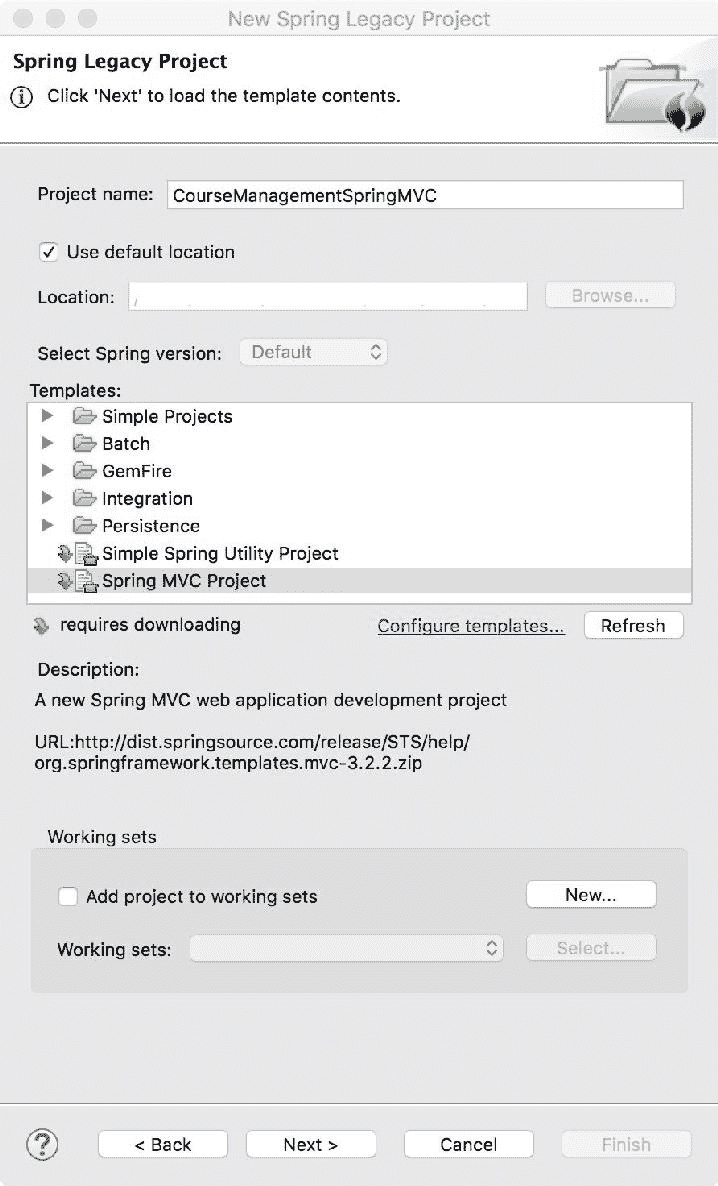 New Spring Legacy Project
Spring Legacy Project
Click 'Next' to load the template contents.
Project name: CourseManagementSpringMVC
Use default location
Location: /
Browse...
Select Spring version: Default
Templates:
Simple Projects
Batch
GemFire
Integration
Persistence
Simple Spring Utility Project
Spring MVC Project
requires downloading Configure templates... Refresh
Description:
A new Spring MVC web application development project
URL:http://dist.springsource.com/release/STS/help/
org.springframework.templates.mvc-3.2.2.zip
Working sets
Add project to working sets New...
Working sets: Select...
? < Back Next > Cancel Finish